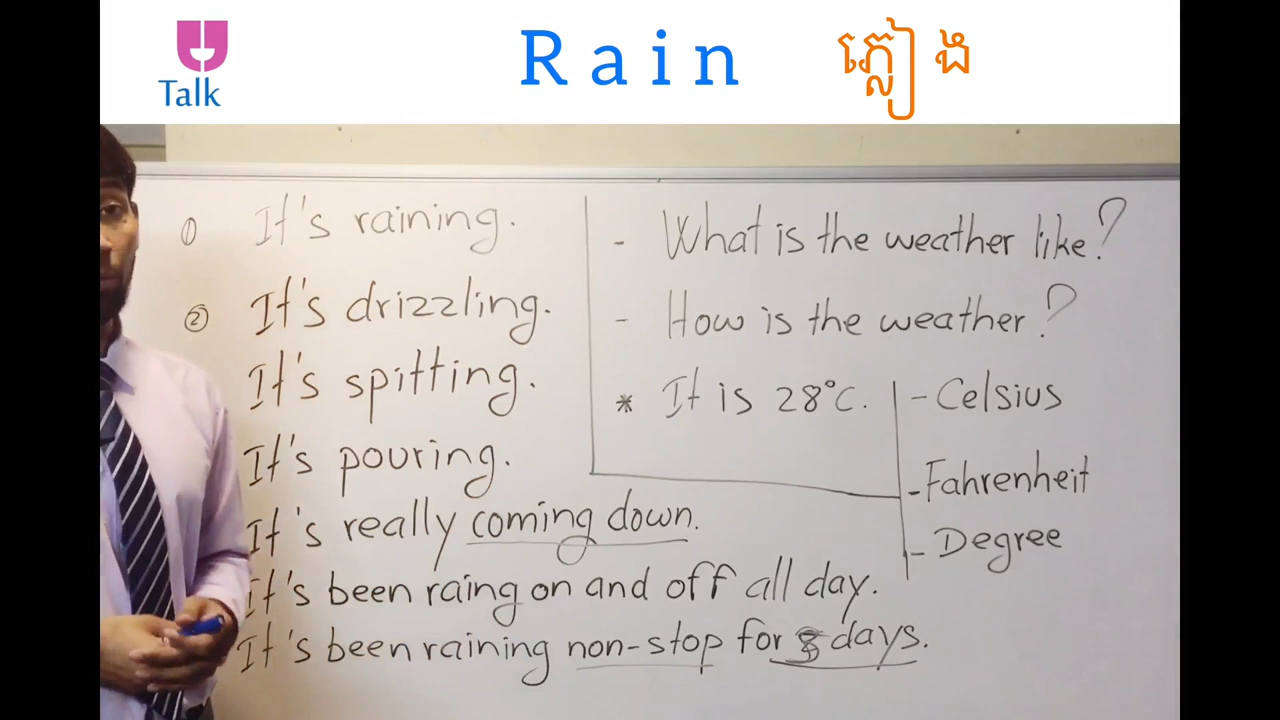 Talk
Rain ភ្លៀង
① It's raining.
② It's drizzling.
It's spitting.
It's pouring.
It's really coming down.
It's been raing on and off all day.
It's been raining non-stop for days.
- What is the weather like?
- How is the weather?
* It is 28°C.
- Celsius
- Fahrenheit
- Degree